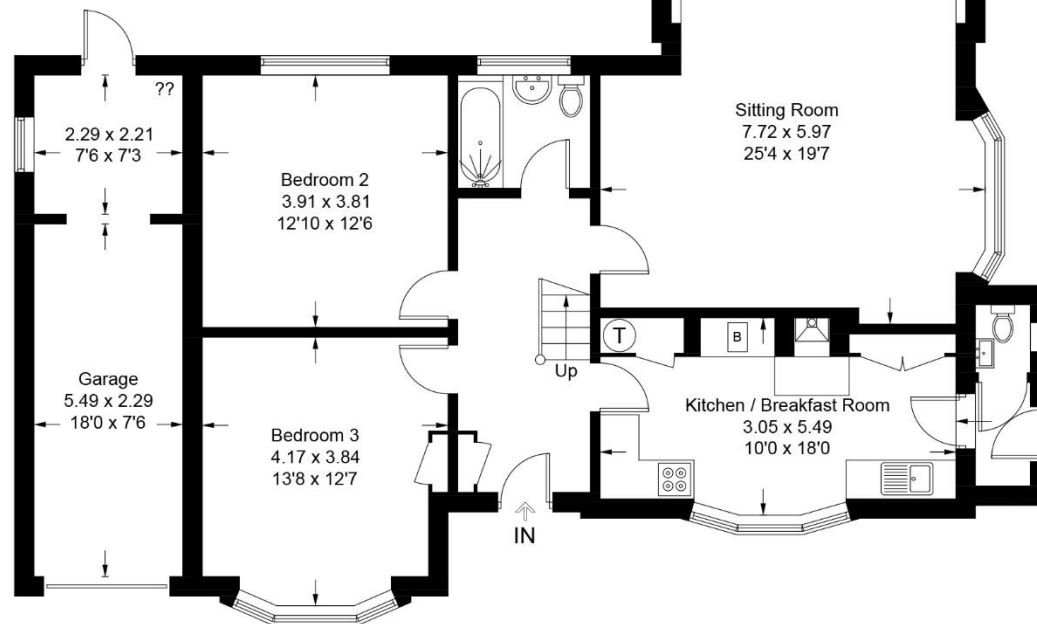 ??
2.29 x 2.21
7'6 x 7'3
Bedroom 2
3.91 x 3.81
12'10 x 12'6
Sitting Room
7.72 x 5.97
25'4 x 19'7
Garage
5.49 x 2.29
18'0 x 7'6
Bedroom 3
4.17 x 3.84
13'8 x 12'7
Up
T
B
Kitchen / Breakfast Room
3.05 x 5.49
10'0 x 18'0
IN